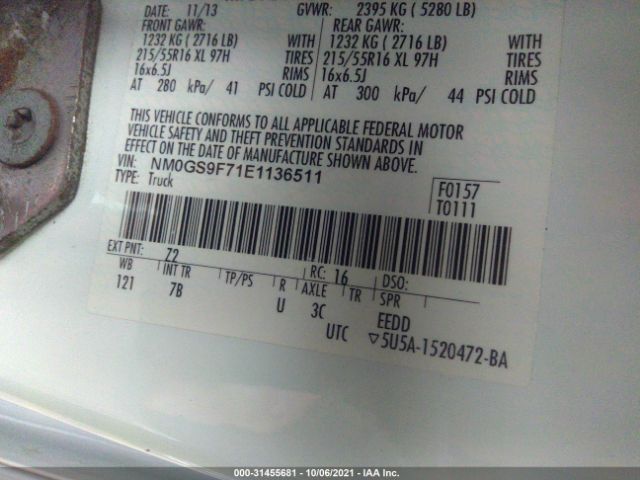 DATE: 11/13 GVWR: 2395 KG ( 5280 LB)
FRONT GAWR: REAR GAWR:
1232 KG ( 2716 LB) WITH 1232 KG ( 2716 LB) WITH
215/55R16 XL 97H TIRES 215/55R16 XL 97H TIRES
16x6.5J RIMS 16x6.5J RIMS
AT 280 kPa/ 41 PSI COLD AT 300 kPa/ 44 PSI COLD
THIS VEHICLE CONFORMS TO ALL APPLICABLE FEDERAL MOTOR
VEHICLE SAFETY AND THEFT PREVENTION STANDARDS IN
EFFECT ON THE DATE OF MANUFACTURE SHOWN ABOVE.
VIN: NM0GS9F71E1136511
TYPE: Truck
F0157
T0111
EXT PNT: Z2 RC: 16 DSO:
WB INT TR TP/PS R AXLE TR SPR
121 7B U 3C EEDD
UTC ▽5U5A-1520472-BA
000-31455681 - 10/06/2021 - IAA Inc.